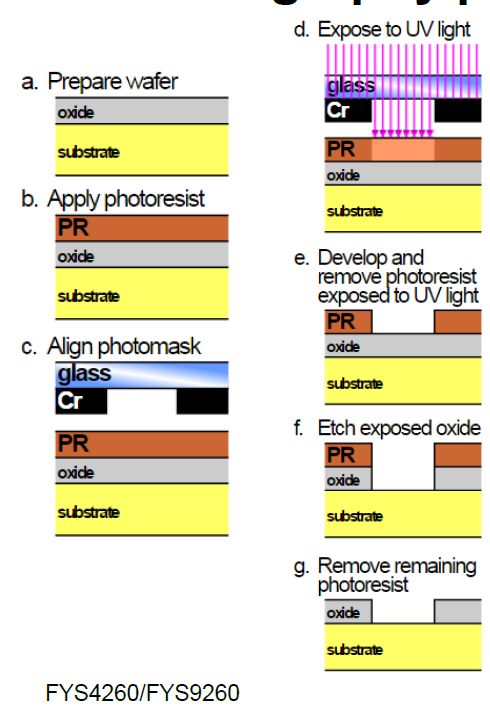 a. Prepare wafer
oxide
substrate
b. Apply photoresist
PR
oxide
substrate
c. Align photomask
glass
Cr
PR
oxide
substrate
d. Expose to UV light
glass
Cr
PR
oxide
substrate
e. Develop and
remove photoresist
exposed to UV light
PR
oxide
substrate
f. Etch exposed oxide
PR
oxide
substrate
g. Remove remaining
photoresist
oxide
substrate
FYS4260/FYS9260